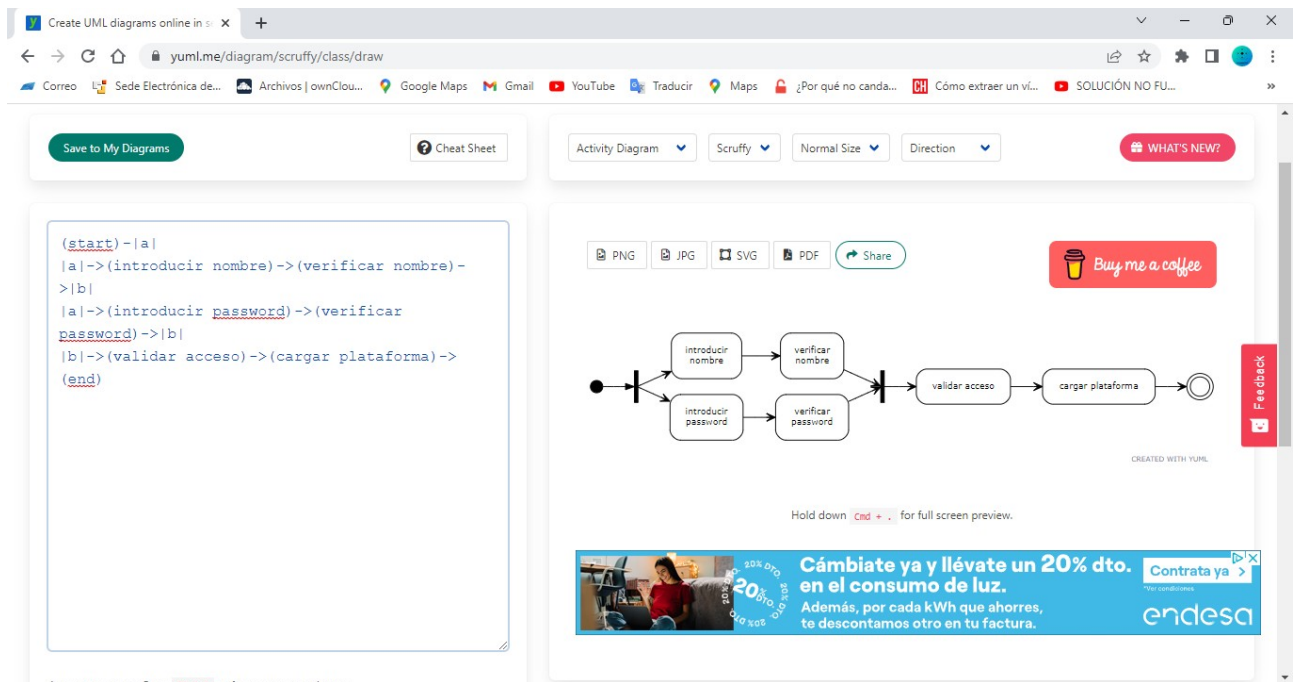 Create UML diagrams online in se
yuml.me/diagram/scruffy/class/draw
Correo
Sede Electrónica de...
Archivos | ownClou...
Google Maps
Gmail
YouTube
Traducir
Maps
¿Por qué no canda...
CH
Cómo extraer un ví...
SOLUCIÓN NO FU...
»
Save to My Diagrams
Cheat Sheet
Activity Diagram
Scruffy
Normal Size
Direction
WHAT'S NEW?
(start)-|a|
|a|->(introducir nombre)->(verificar nombre)-
>|b|
|a|->(introducir password)->(verificar
password)->|b|
|b|->(validar acceso)->(cargar plataforma)->
(end)
PNG
JPG
SVG
PDF
Share
Buy me a coffee
introducir
nombre
verificar
nombre
validar acceso
cargar plataforma
introducir
password
verificar
password
CREATED WITH YUML
Feedback
Hold down Cmd + . for full screen preview.
20% DTO.
Cámbiate ya y llévate un 20% dto.
en el consumo de luz.
Además, por cada kWh que ahorres,
te descontamos otro en tu factura.
Contrata ya >
*Ver condiciones
endesa